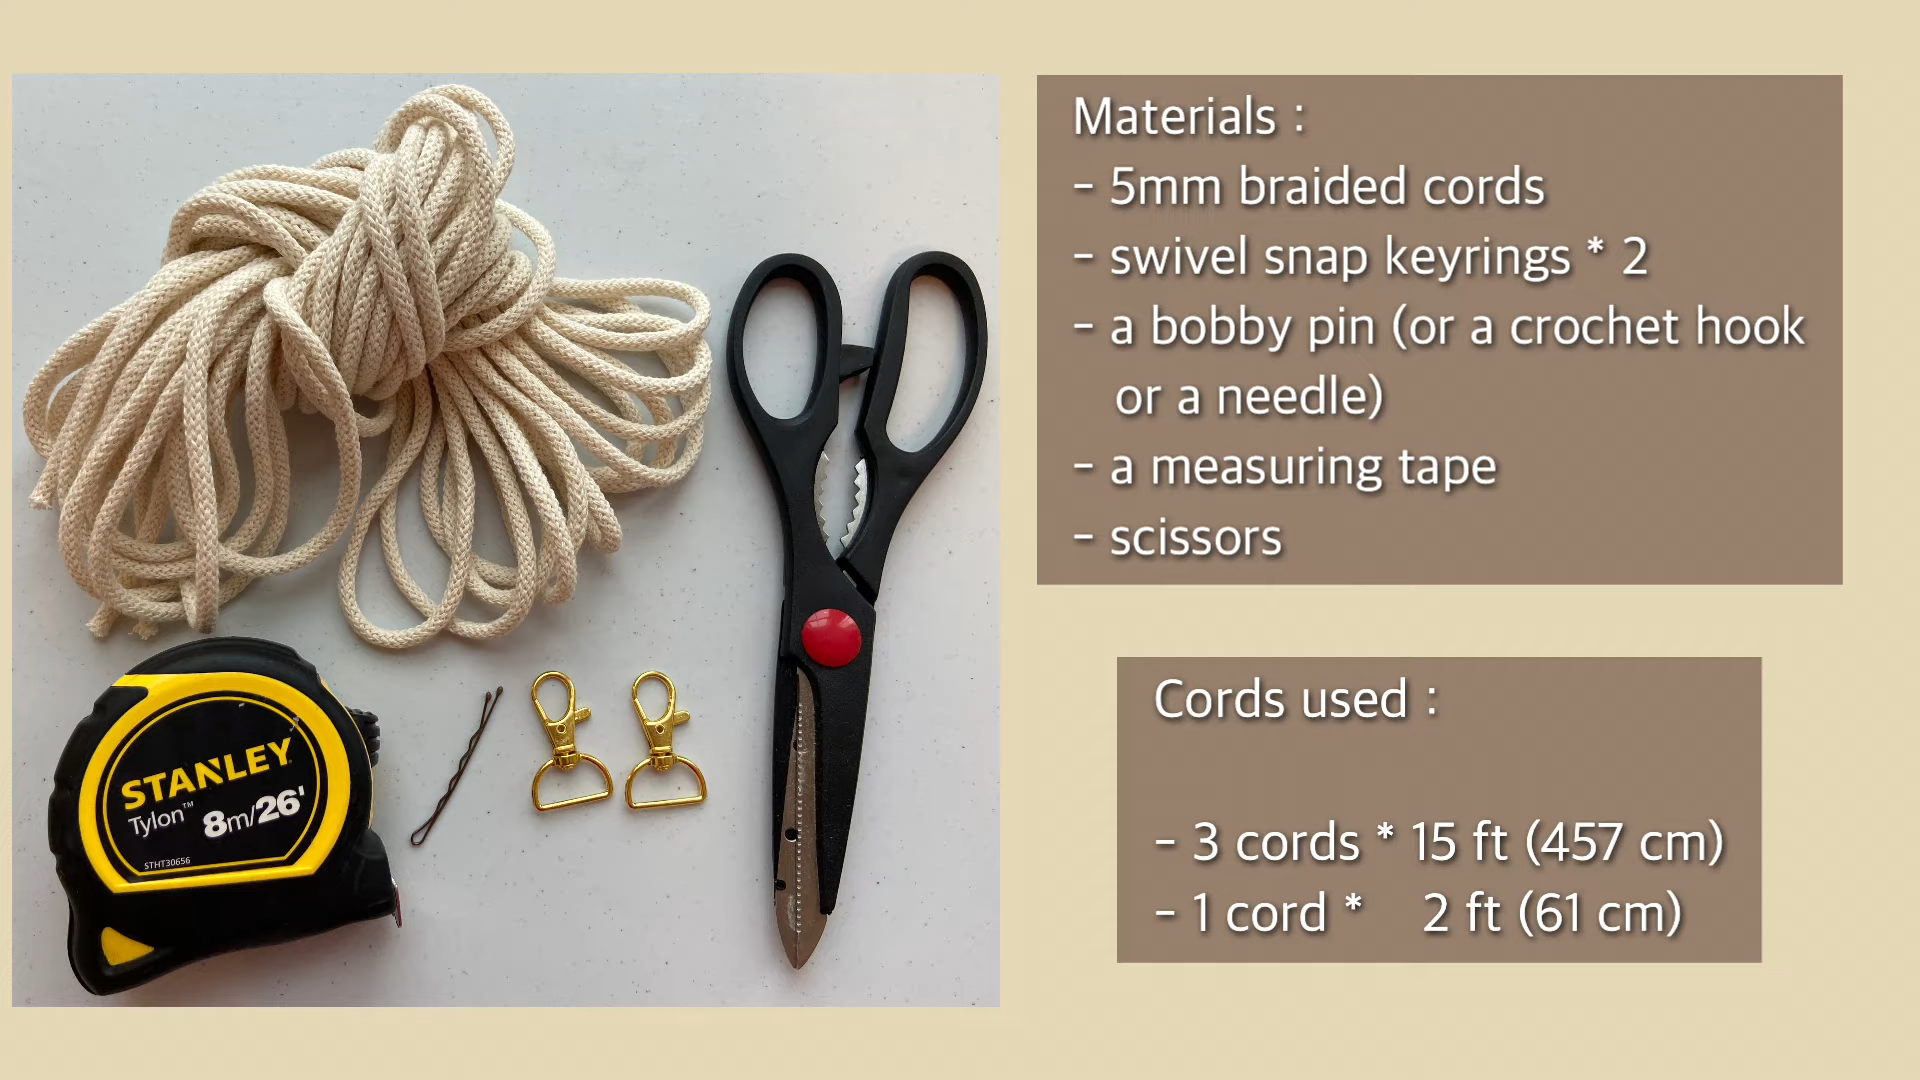 Materials :
- 5mm braided cords
- swivel snap keyrings * 2
- a bobby pin (or a crochet hook
or a needle)
- a measuring tape
- scissors
Cords used :
- 3 cords * 15 ft (457 cm)
- 1 cord * 2 ft (61 cm)
STANLEY
Tylon™
8m/26'
STHT30656